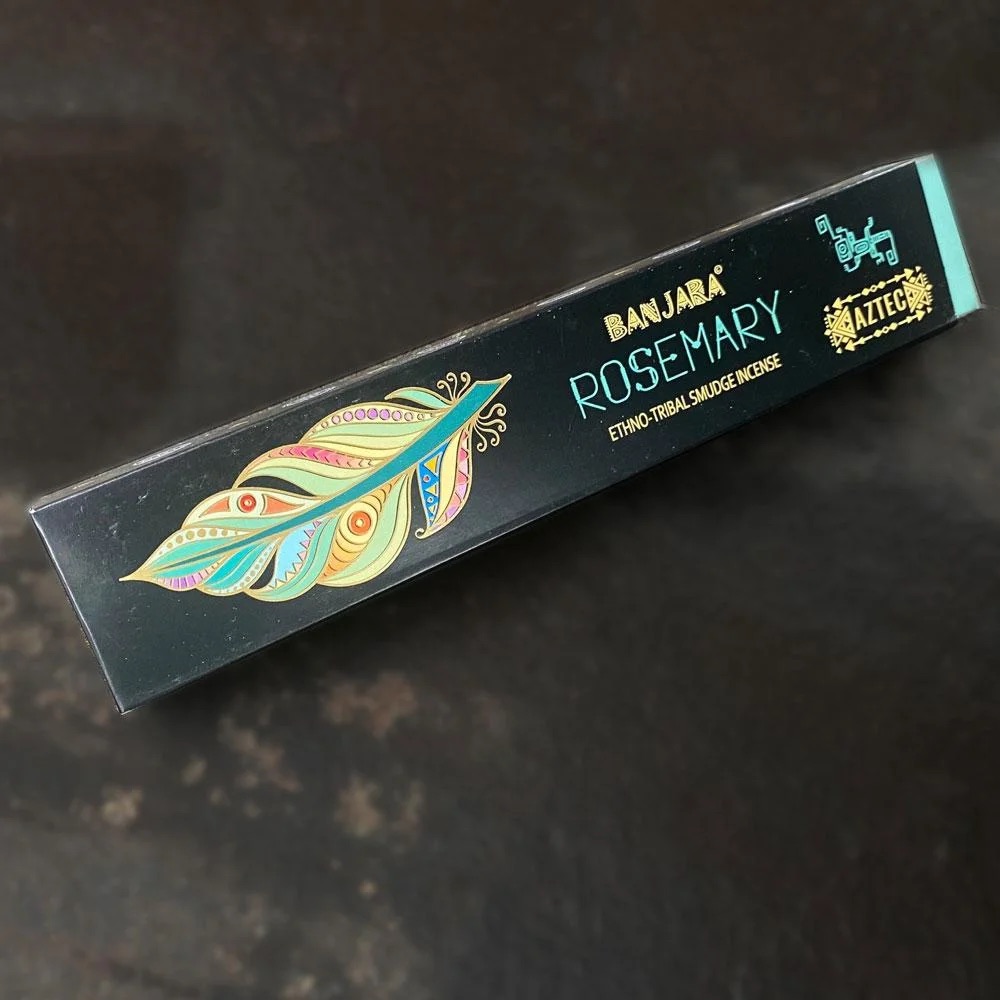 BANJARA®
ROSEMARY
ETHNO-TRIBAL SMUDGE INCENSE
AZTEC